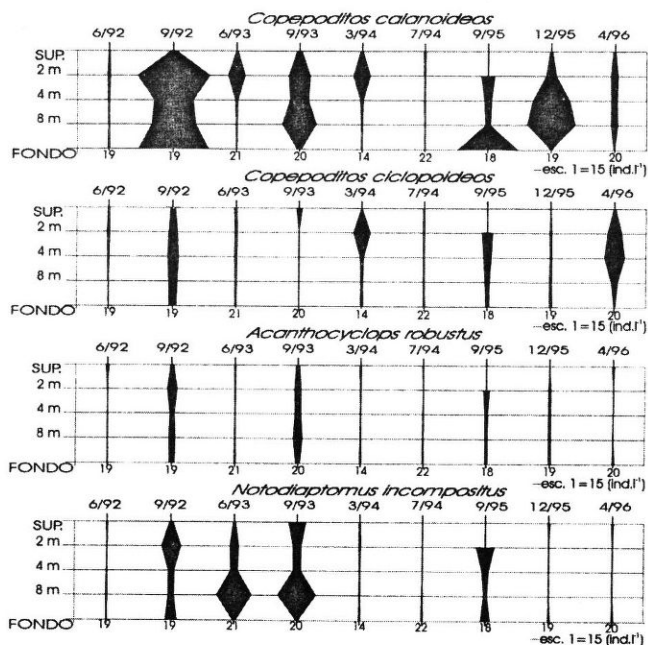 Copepoditos calanoideos
6/92 9/92 6/93 9/93 3/94 7/94 9/95 12/95 4/96
SUP.
2 m
4 m
8 m
FONDO 19 19 21 20 14 22 18 19 20
esc. 1=15 (ind.l⁻¹)
Copepoditos ciclopoideos
6/92 9/92 6/93 9/93 3/94 7/94 9/95 12/95 4/96
SUP.
2 m
4 m
8 m
FONDO 19 19 21 20 14 22 18 19 20
esc. 1=15 (ind.l⁻¹)
Acanthocyclops robustus
6/92 9/92 6/93 9/93 3/94 7/94 9/95 12/95 4/96
SUP.
2 m
4 m
8 m
FONDO 19 19 21 20 14 22 18 19 20
esc. 1=15 (ind.l⁻¹)
Notodiaptomus incompositus
6/92 9/92 6/93 9/93 3/94 7/94 9/95 12/95 4/96
SUP.
2 m
4 m
8 m
FONDO 19 19 21 20 14 22 18 19 20
esc. 1=15 (ind.l⁻¹)